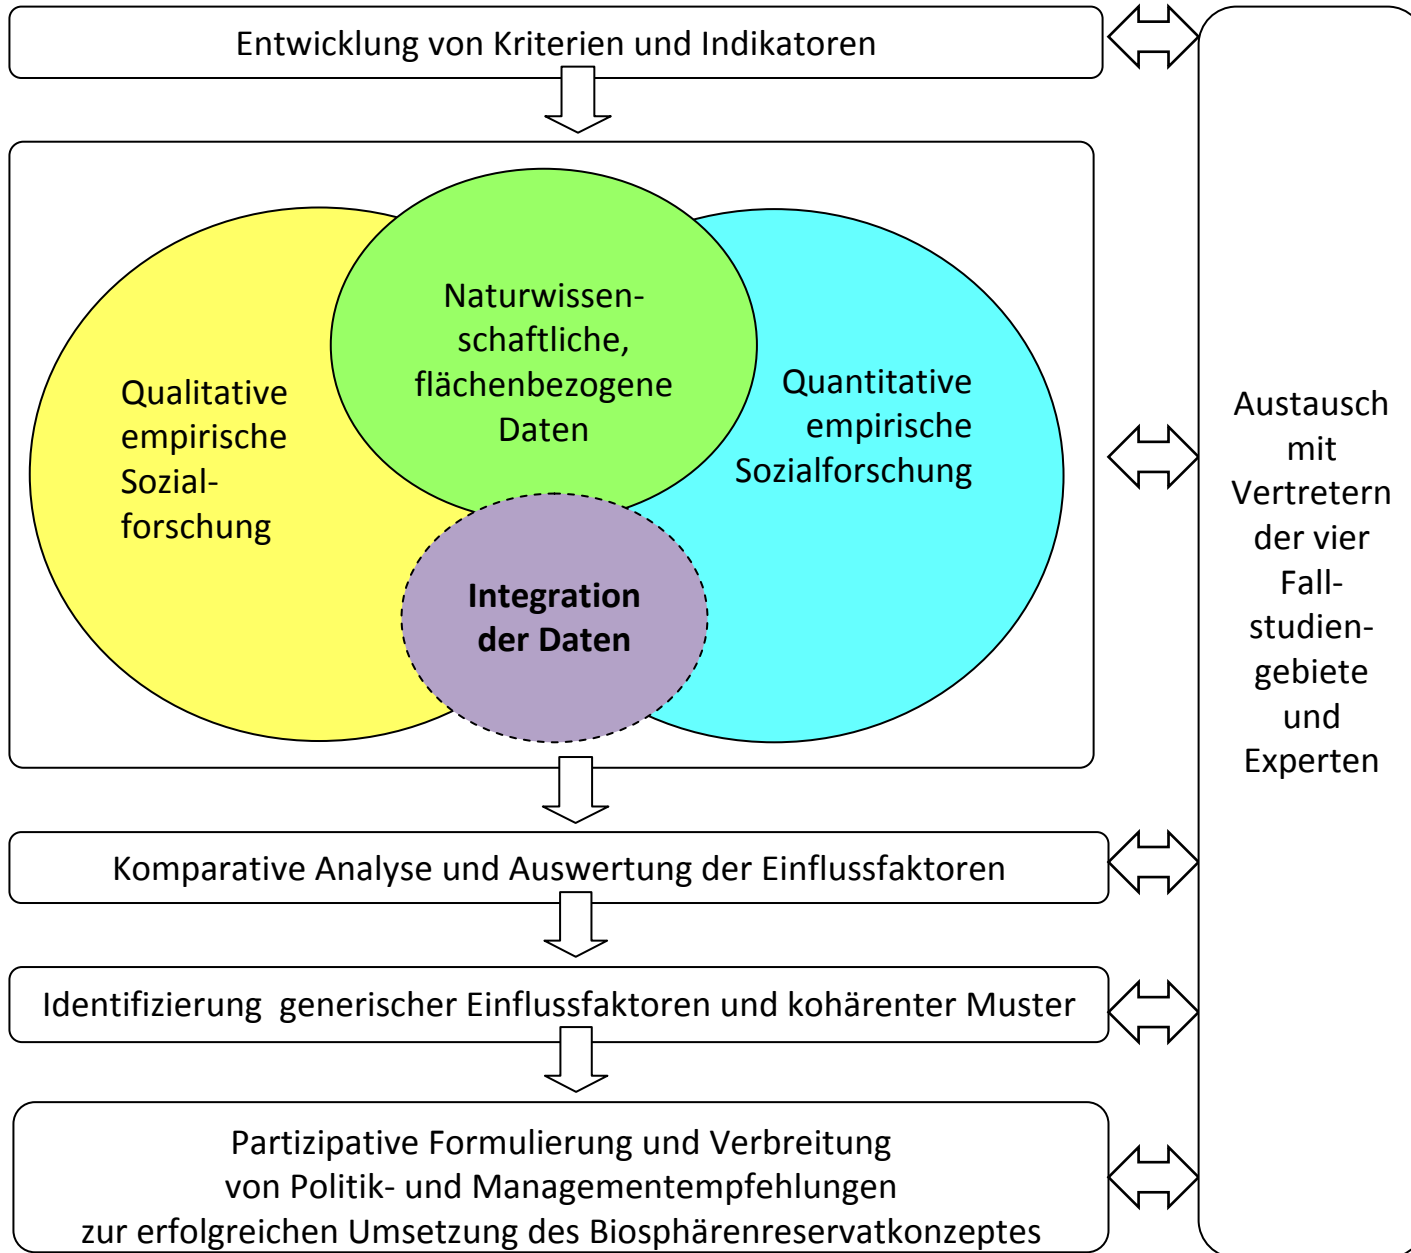 Entwicklung von Kriterien und Indikatoren
Naturwissen-
schaftliche,
flächenbezogene
Daten
Qualitative
empirische
Sozial-
forschung
Quantitative
empirische
Sozialforschung
Integration
der Daten
Komparative Analyse und Auswertung der Einflussfaktoren
Identifizierung  generischer Einflussfaktoren und kohärenter Muster
Partizipative Formulierung und Verbreitung
von Politik- und Managementempfehlungen
zur erfolgreichen Umsetzung des Biosphärenreservatkonzeptes
Austausch
mit
Vertretern
der vier
Fall-
studien-
gebiete
und
Experten